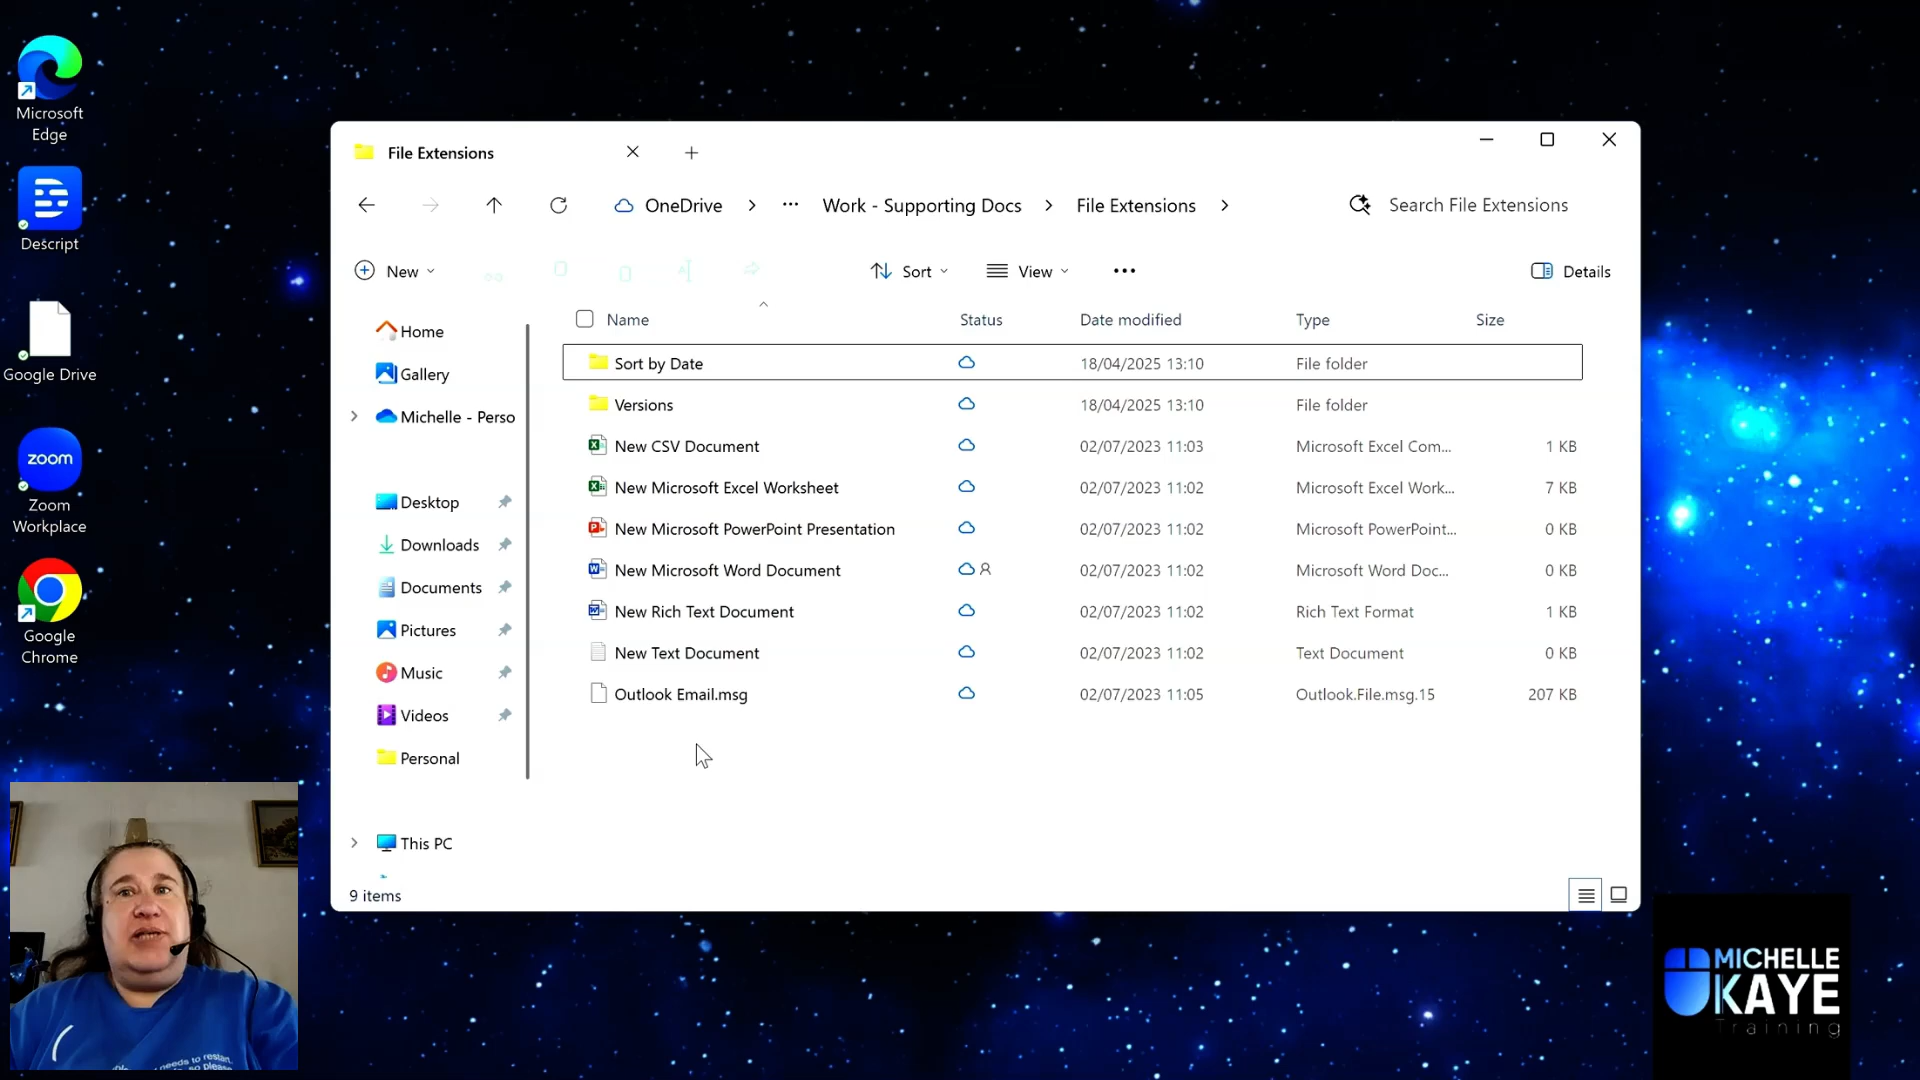 Microsoft
Edge
Descript
Google Drive
zoom
Zoom
Workplace
Google
Chrome
File Extensions
OneDrive
Work - Supporting Docs
File Extensions
Search File Extensions
New
Sort
View
Details
Home
Gallery
Michelle - Perso
Desktop
Downloads
Documents
Pictures
Music
Videos
Personal
This PC
Name Status Date modified Type Size
Sort by Date 18/04/2025 13:10 File folder
Versions 18/04/2025 13:10 File folder
New CSV Document 02/07/2023 11:03 Microsoft Excel Com... 1 KB
New Microsoft Excel Worksheet 02/07/2023 11:02 Microsoft Excel Work... 7 KB
New Microsoft PowerPoint Presentation 02/07/2023 11:02 Microsoft PowerPoint... 0 KB
New Microsoft Word Document 02/07/2023 11:02 Microsoft Word Doc... 0 KB
New Rich Text Document 02/07/2023 11:02 Rich Text Format 1 KB
New Text Document 02/07/2023 11:02 Text Document 0 KB
Outlook Email.msg 02/07/2023 11:05 Outlook.File.msg.15 207 KB
9 items
needs to restart.
so please
MICHELLE
KAYE
Training